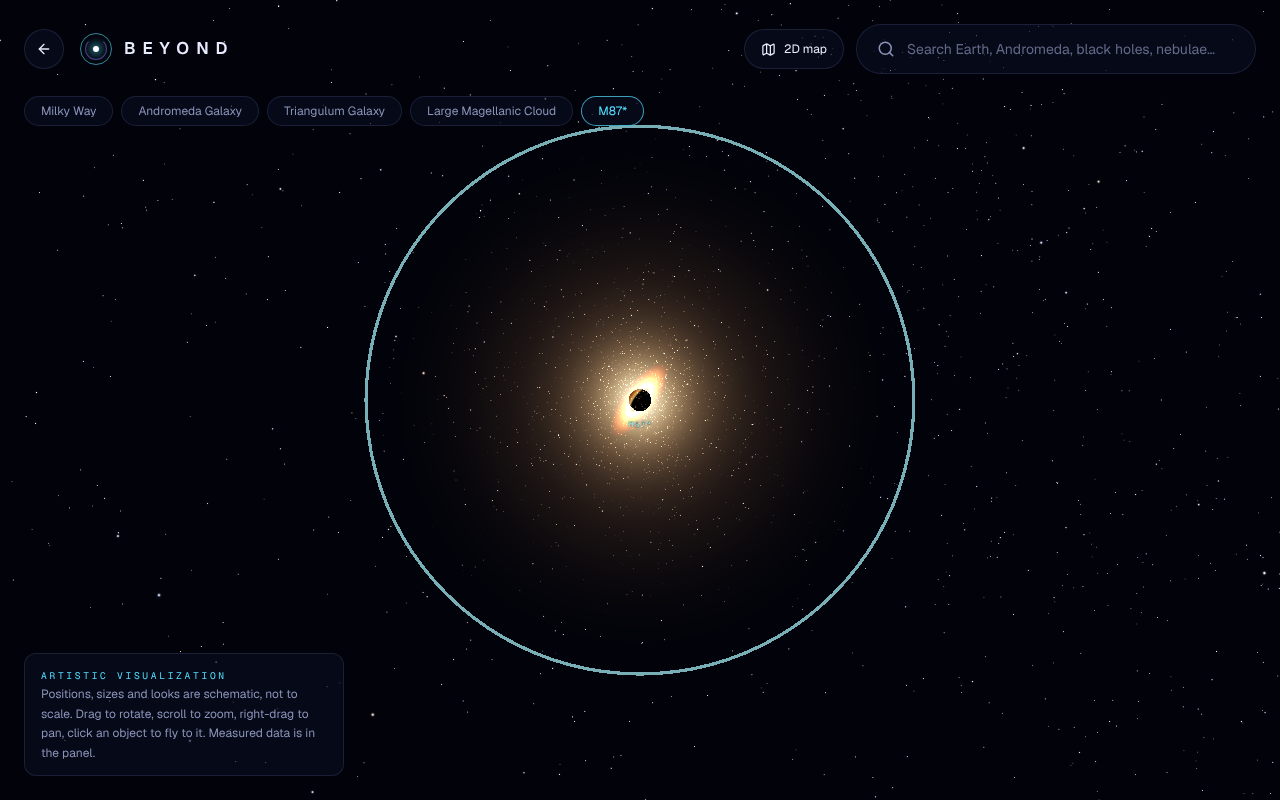 BEYOND
2D map
Search Earth, Andromeda, black holes, nebulae...
Milky Way
Andromeda Galaxy
Triangulum Galaxy
Large Magellanic Cloud
M87*
ARTISTIC VISUALIZATION
Positions, sizes and looks are schematic, not to
scale. Drag to rotate, scroll to zoom, right-drag to
pan, click an object to fly to it. Measured data is in
the panel.